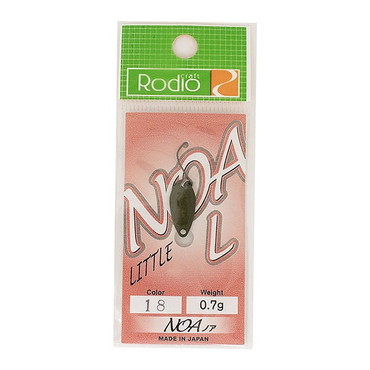 craft
Rodio
NOA
LITTLE L
Color Weight
18 0.7g
NOA ノア
MADE IN JAPAN